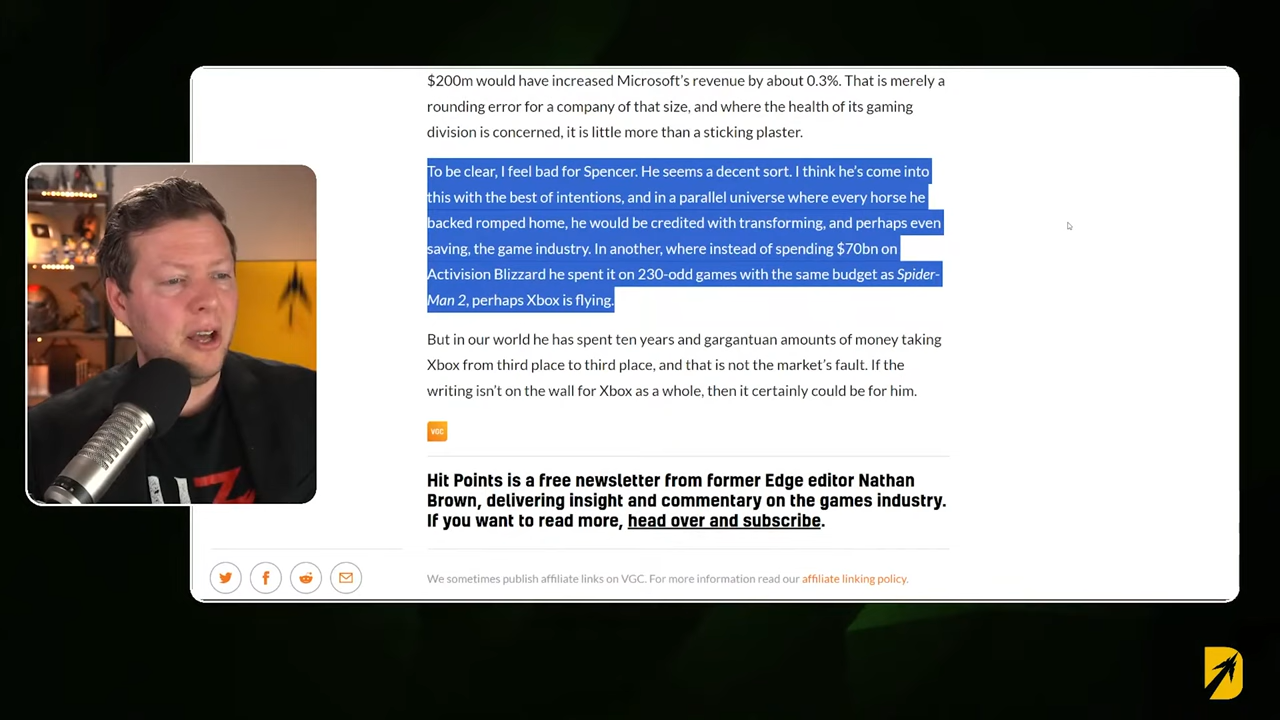 $200m would have increased Microsoft's revenue by about 0.3%. That is merely a
rounding error for a company of that size, and where the health of its gaming
division is concerned, it is little more than a sticking plaster.
To be clear, I feel bad for Spencer. He seems a decent sort. I think he's come into
this with the best of intentions, and in a parallel universe where every horse he
backed romped home, he would be credited with transforming, and perhaps even
saving, the game industry. In another, where instead of spending $70bn on
Activision Blizzard he spent it on 230-odd games with the same budget as Spider-
Man 2, perhaps Xbox is flying.
But in our world he has spent ten years and gargantuan amounts of money taking
Xbox from third place to third place, and that is not the market's fault. If the
writing isn't on the wall for Xbox as a whole, then it certainly could be for him.
VGC
Hit Points is a free newsletter from former Edge editor Nathan
Brown, delivering insight and commentary on the games industry.
If you want to read more, head over and subscribe.
We sometimes publish affiliate links on VGC. For more information read our affiliate linking policy.